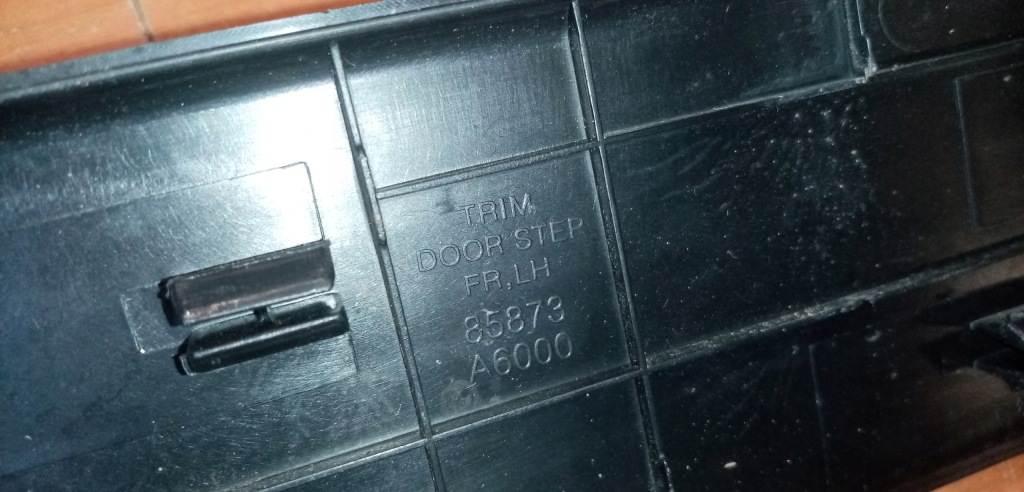 TRIM
DOOR STEP
FR,LH
85873
A6000